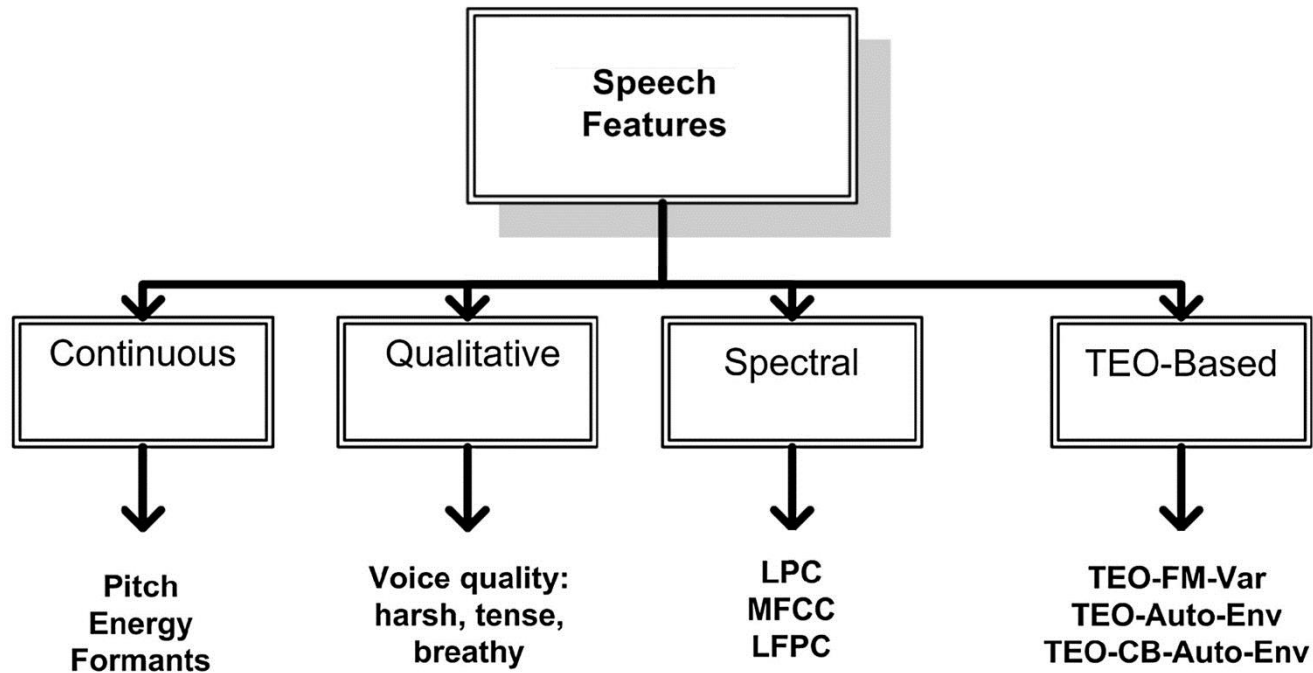 Speech
Features
Continuous
Qualitative
Spectral
TEO-Based
Pitch
Energy
Formants
Voice quality:
harsh, tense,
breathy
LPC
MFCC
LFPC
TEO-FM-Var
TEO-Auto-Env
TEO-CB-Auto-Env